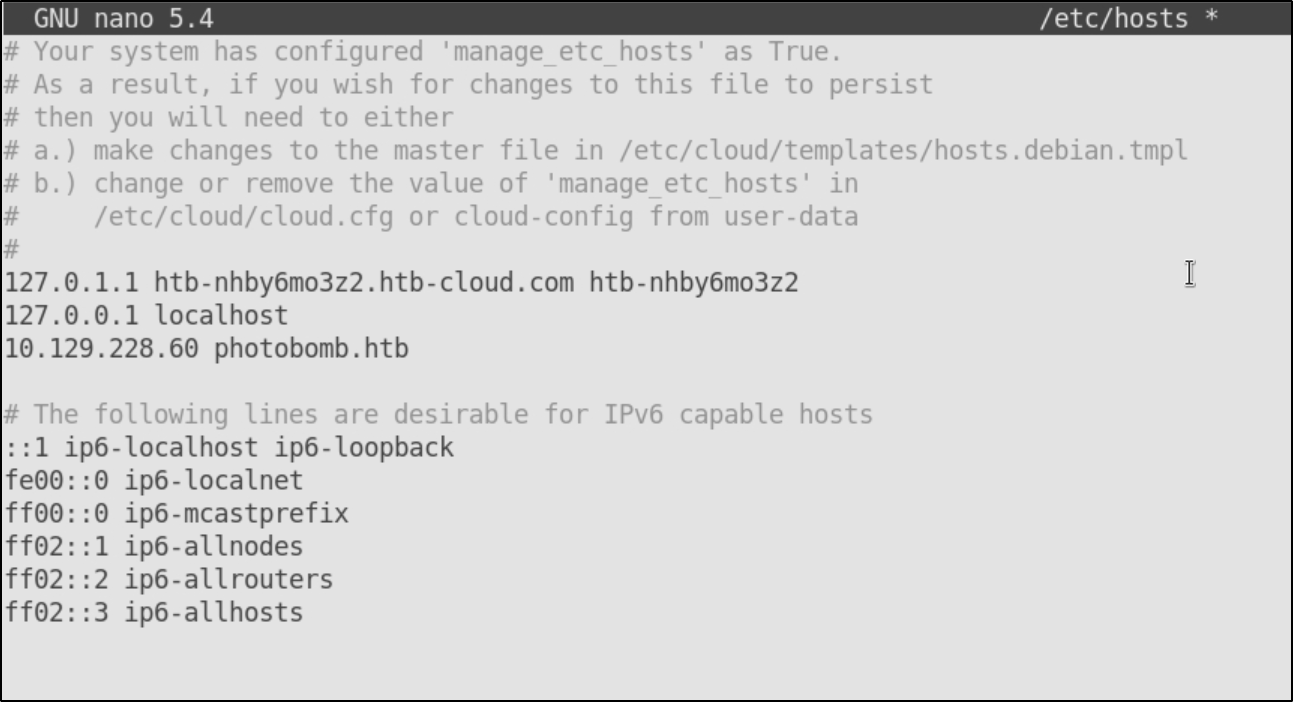 GNU nano 5.4 /etc/hosts *
# Your system has configured 'manage_etc_hosts' as True.
# As a result, if you wish for changes to this file to persist
# then you will need to either
# a.) make changes to the master file in /etc/cloud/templates/hosts.debian.tmpl
# b.) change or remove the value of 'manage_etc_hosts' in
#     /etc/cloud/cloud.cfg or cloud-config from user-data
#
127.0.1.1 htb-nhby6mo3z2.htb-cloud.com htb-nhby6mo3z2
127.0.0.1 localhost
10.129.228.60 photobomb.htb

# The following lines are desirable for IPv6 capable hosts
::1 ip6-localhost ip6-loopback
fe00::0 ip6-localnet
ff00::0 ip6-mcastprefix
ff02::1 ip6-allnodes
ff02::2 ip6-allrouters
ff02::3 ip6-allhosts